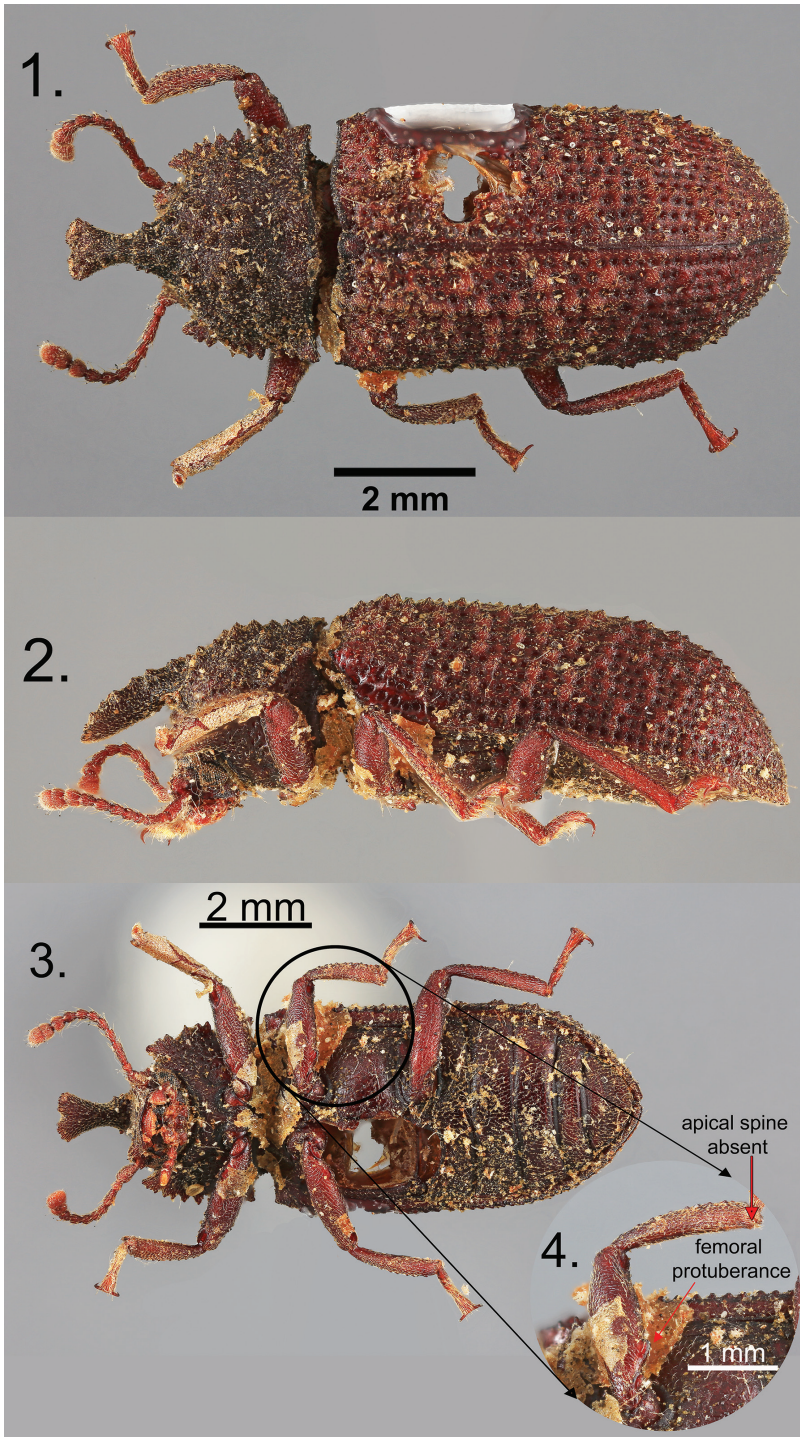 1.
2 mm
2.
2 mm
3.
apical spine
absent
4.
femoral
protuberance
1 mm